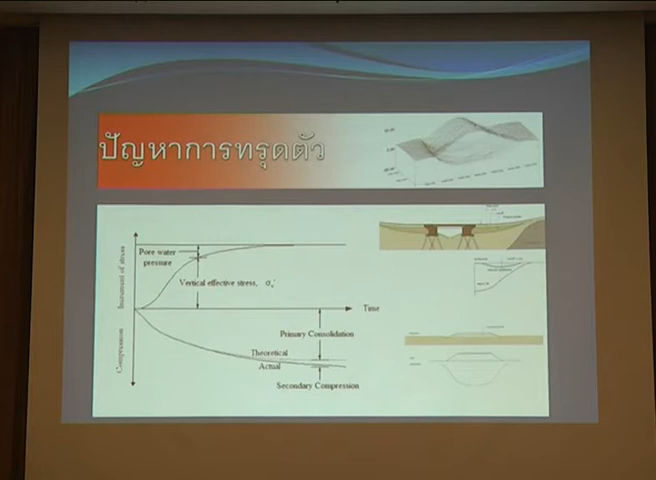 ปัญหาการทรุดตัว
Pore water
pressure
Vertical effective stress, σᵥ'
Time
Primary Consolidation
Theoretical
Actual
Secondary Compression
Increment of stress
Compression